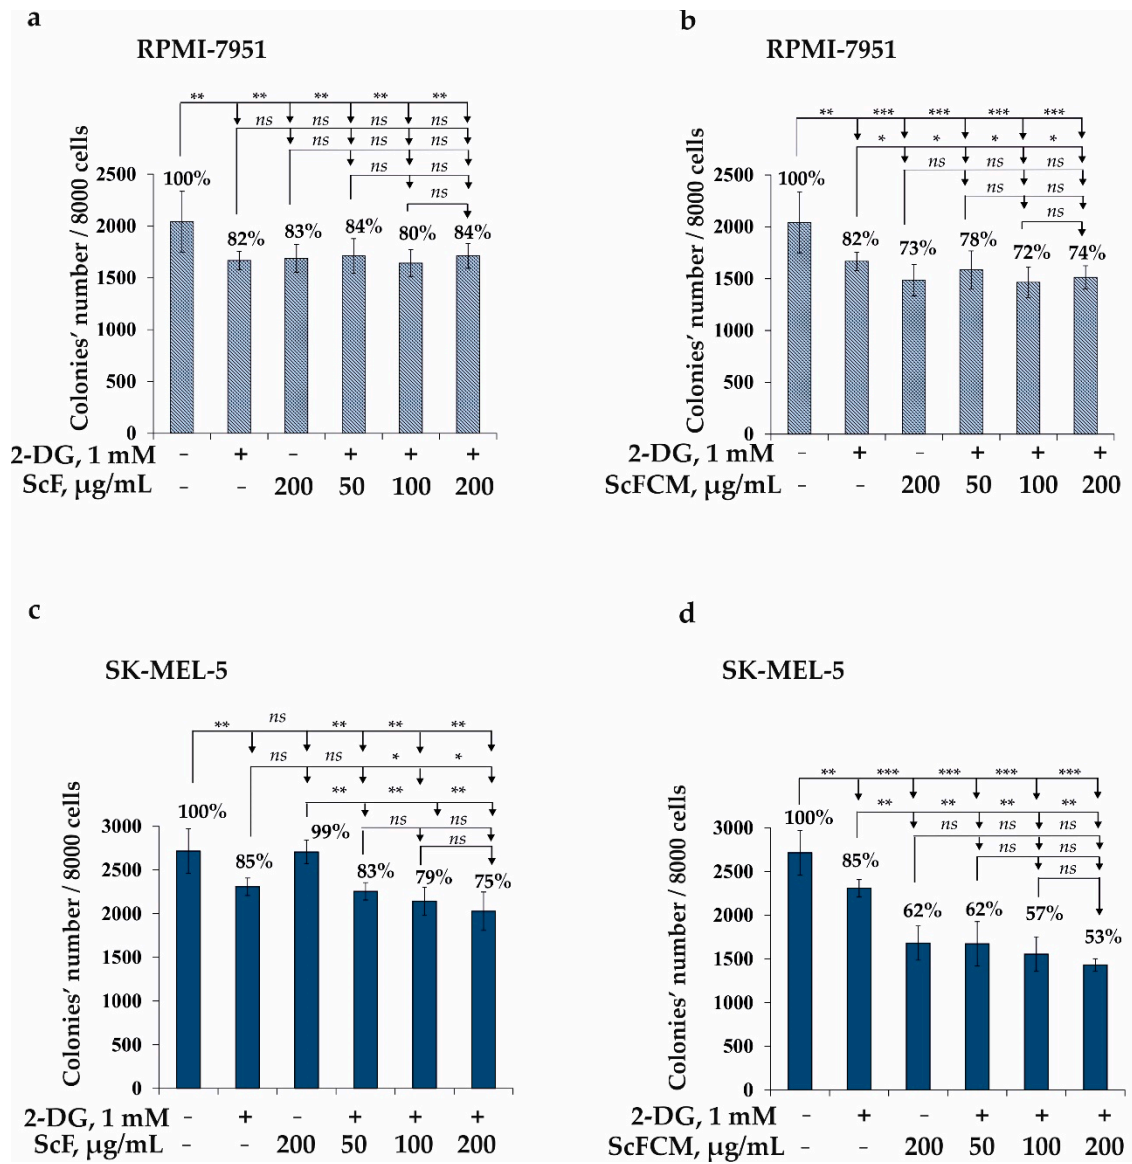 a
RPMI-7951
** ** ** ** **
ns ns ns ns
ns ns ns
ns ns
ns
100% 82% 83% 84% 80% 84%
Colonies' number / 8000 cells
2500
2000
1500
1000
500
0
2-DG, 1 mM – + – + + +
ScF, µg/mL – – 200 50 100 200
b
RPMI-7951
** *** *** *** ***
* * * *
ns ns ns
ns ns
ns
100% 82% 73% 78% 72% 74%
Colonies' number / 8000 cells
2500
2000
1500
1000
500
0
2-DG, 1 mM – + – + + +
ScFCM, µg/mL – – 200 50 100 200
c
SK-MEL-5
** ns ** ** **
ns ns * *
** ** **
ns ns
ns
100% 85% 99% 83% 79% 75%
Colonies' number / 8000 cells
3000
2500
2000
1500
1000
500
0
2-DG, 1 mM – + – + + +
ScF, µg/mL – – 200 50 100 200
d
SK-MEL-5
** *** *** *** ***
** ** ** **
ns ns ns
ns ns
ns
100% 85% 62% 62% 57% 53%
Colonies' number / 8000 cells
3000
2500
2000
1500
1000
500
0
2-DG, 1 mM – + – + + +
ScFCM, µg/mL – – 200 50 100 200